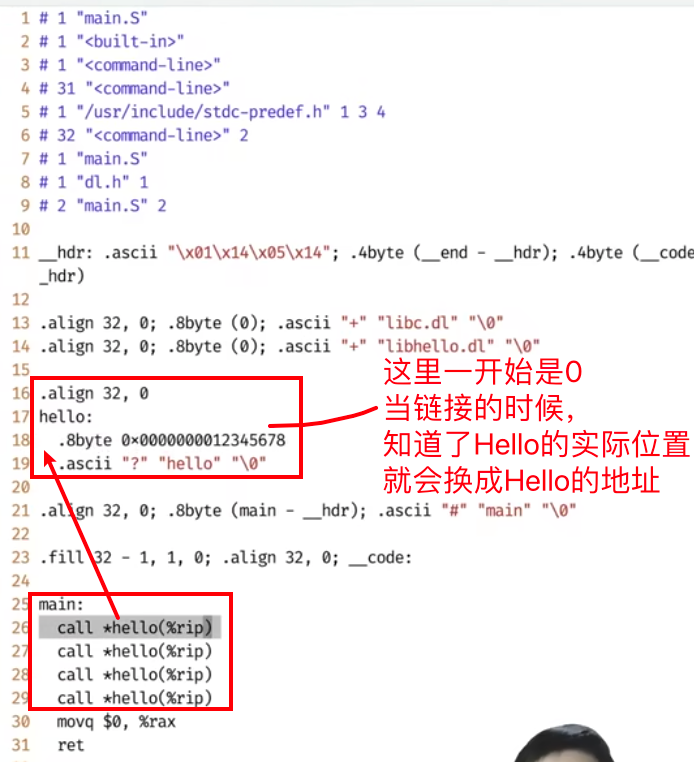 1 # 1 "main.S"
2 # 1 "<built-in>"
3 # 1 "<command-line>"
4 # 31 "<command-line>"
5 # 1 "/usr/include/stdc-predef.h" 1 3 4
6 # 32 "<command-line>" 2
7 # 1 "main.S"
8 # 1 "dl.h" 1
9 # 2 "main.S" 2
10
11 __hdr: .ascii "\x01\x14\x05\x14"; .4byte (__end - __hdr); .4byte (__code
_hdr)
12
13 .align 32, 0; .8byte (0); .ascii "+" "libc.dl" "\0"
14 .align 32, 0; .8byte (0); .ascii "+" "libhello.dl" "\0"
15
16 .align 32, 0
17 hello:
18 .8byte 0×0000000012345678
19 .ascii "?" "hello" "\0"
这里一开始是0
当链接的时候，
知道了Hello的实际位置
就会换成Hello的地址
20
21 .align 32, 0; .8byte (main - __hdr); .ascii "#" "main" "\0"
22
23 .fill 32 - 1, 1, 0; .align 32, 0; __code:
24
25 main:
26 call *hello(%rip)
27 call *hello(%rip)
28 call *hello(%rip)
29 call *hello(%rip)
30 movq $0, %rax
31 ret